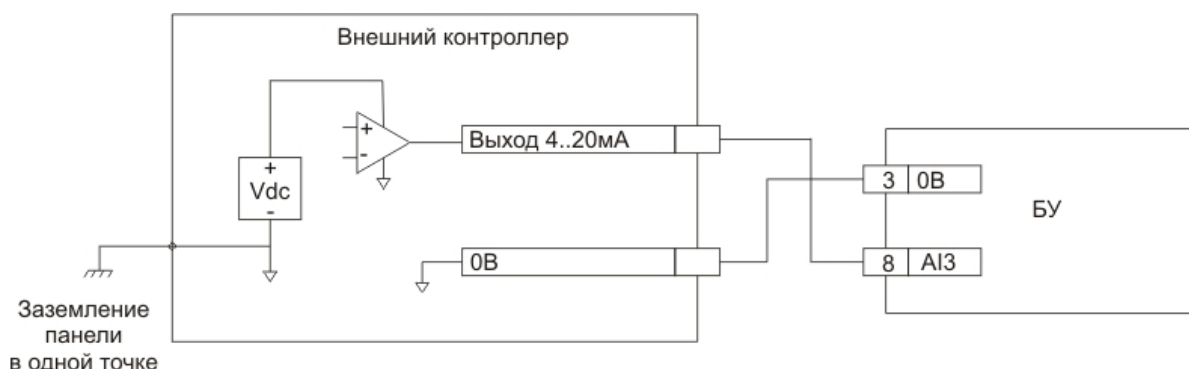 Внешний контроллер
+
-
Выход 4..20мА
+
Vdc
-
3 0В
БУ
0В
8 AI3
Заземление
панели
в одной точке